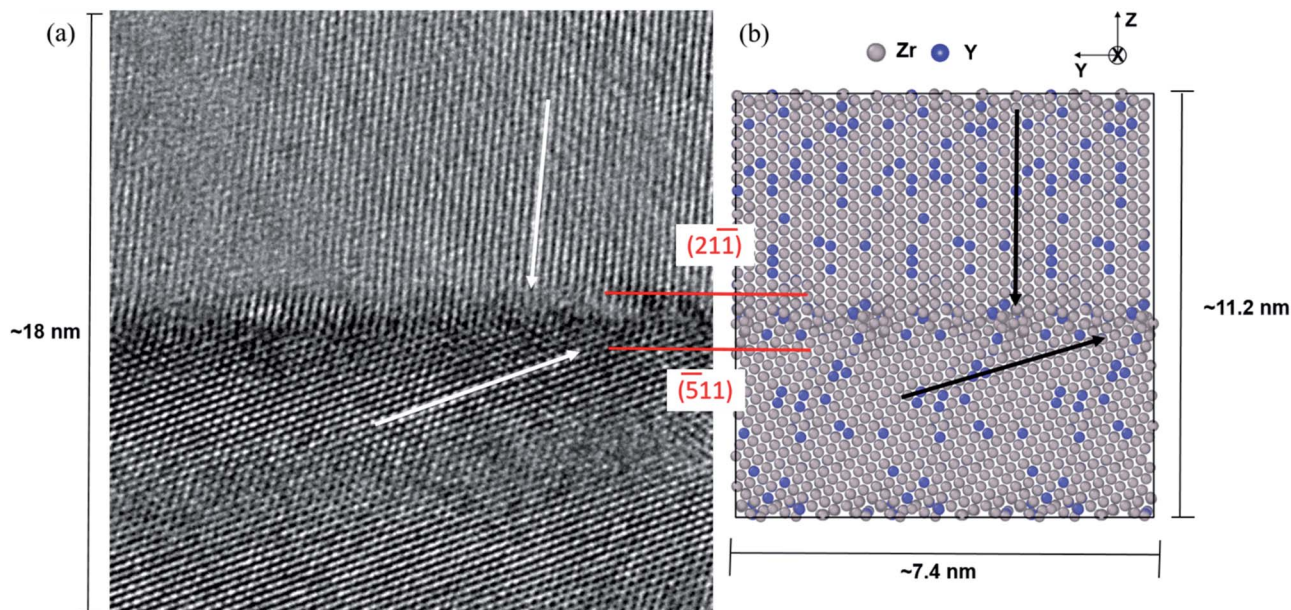 (a)
~18 nm
(21̅1̅)
(5̅11)
(b)
Zr Y
Z
Y X
~11.2 nm
~7.4 nm